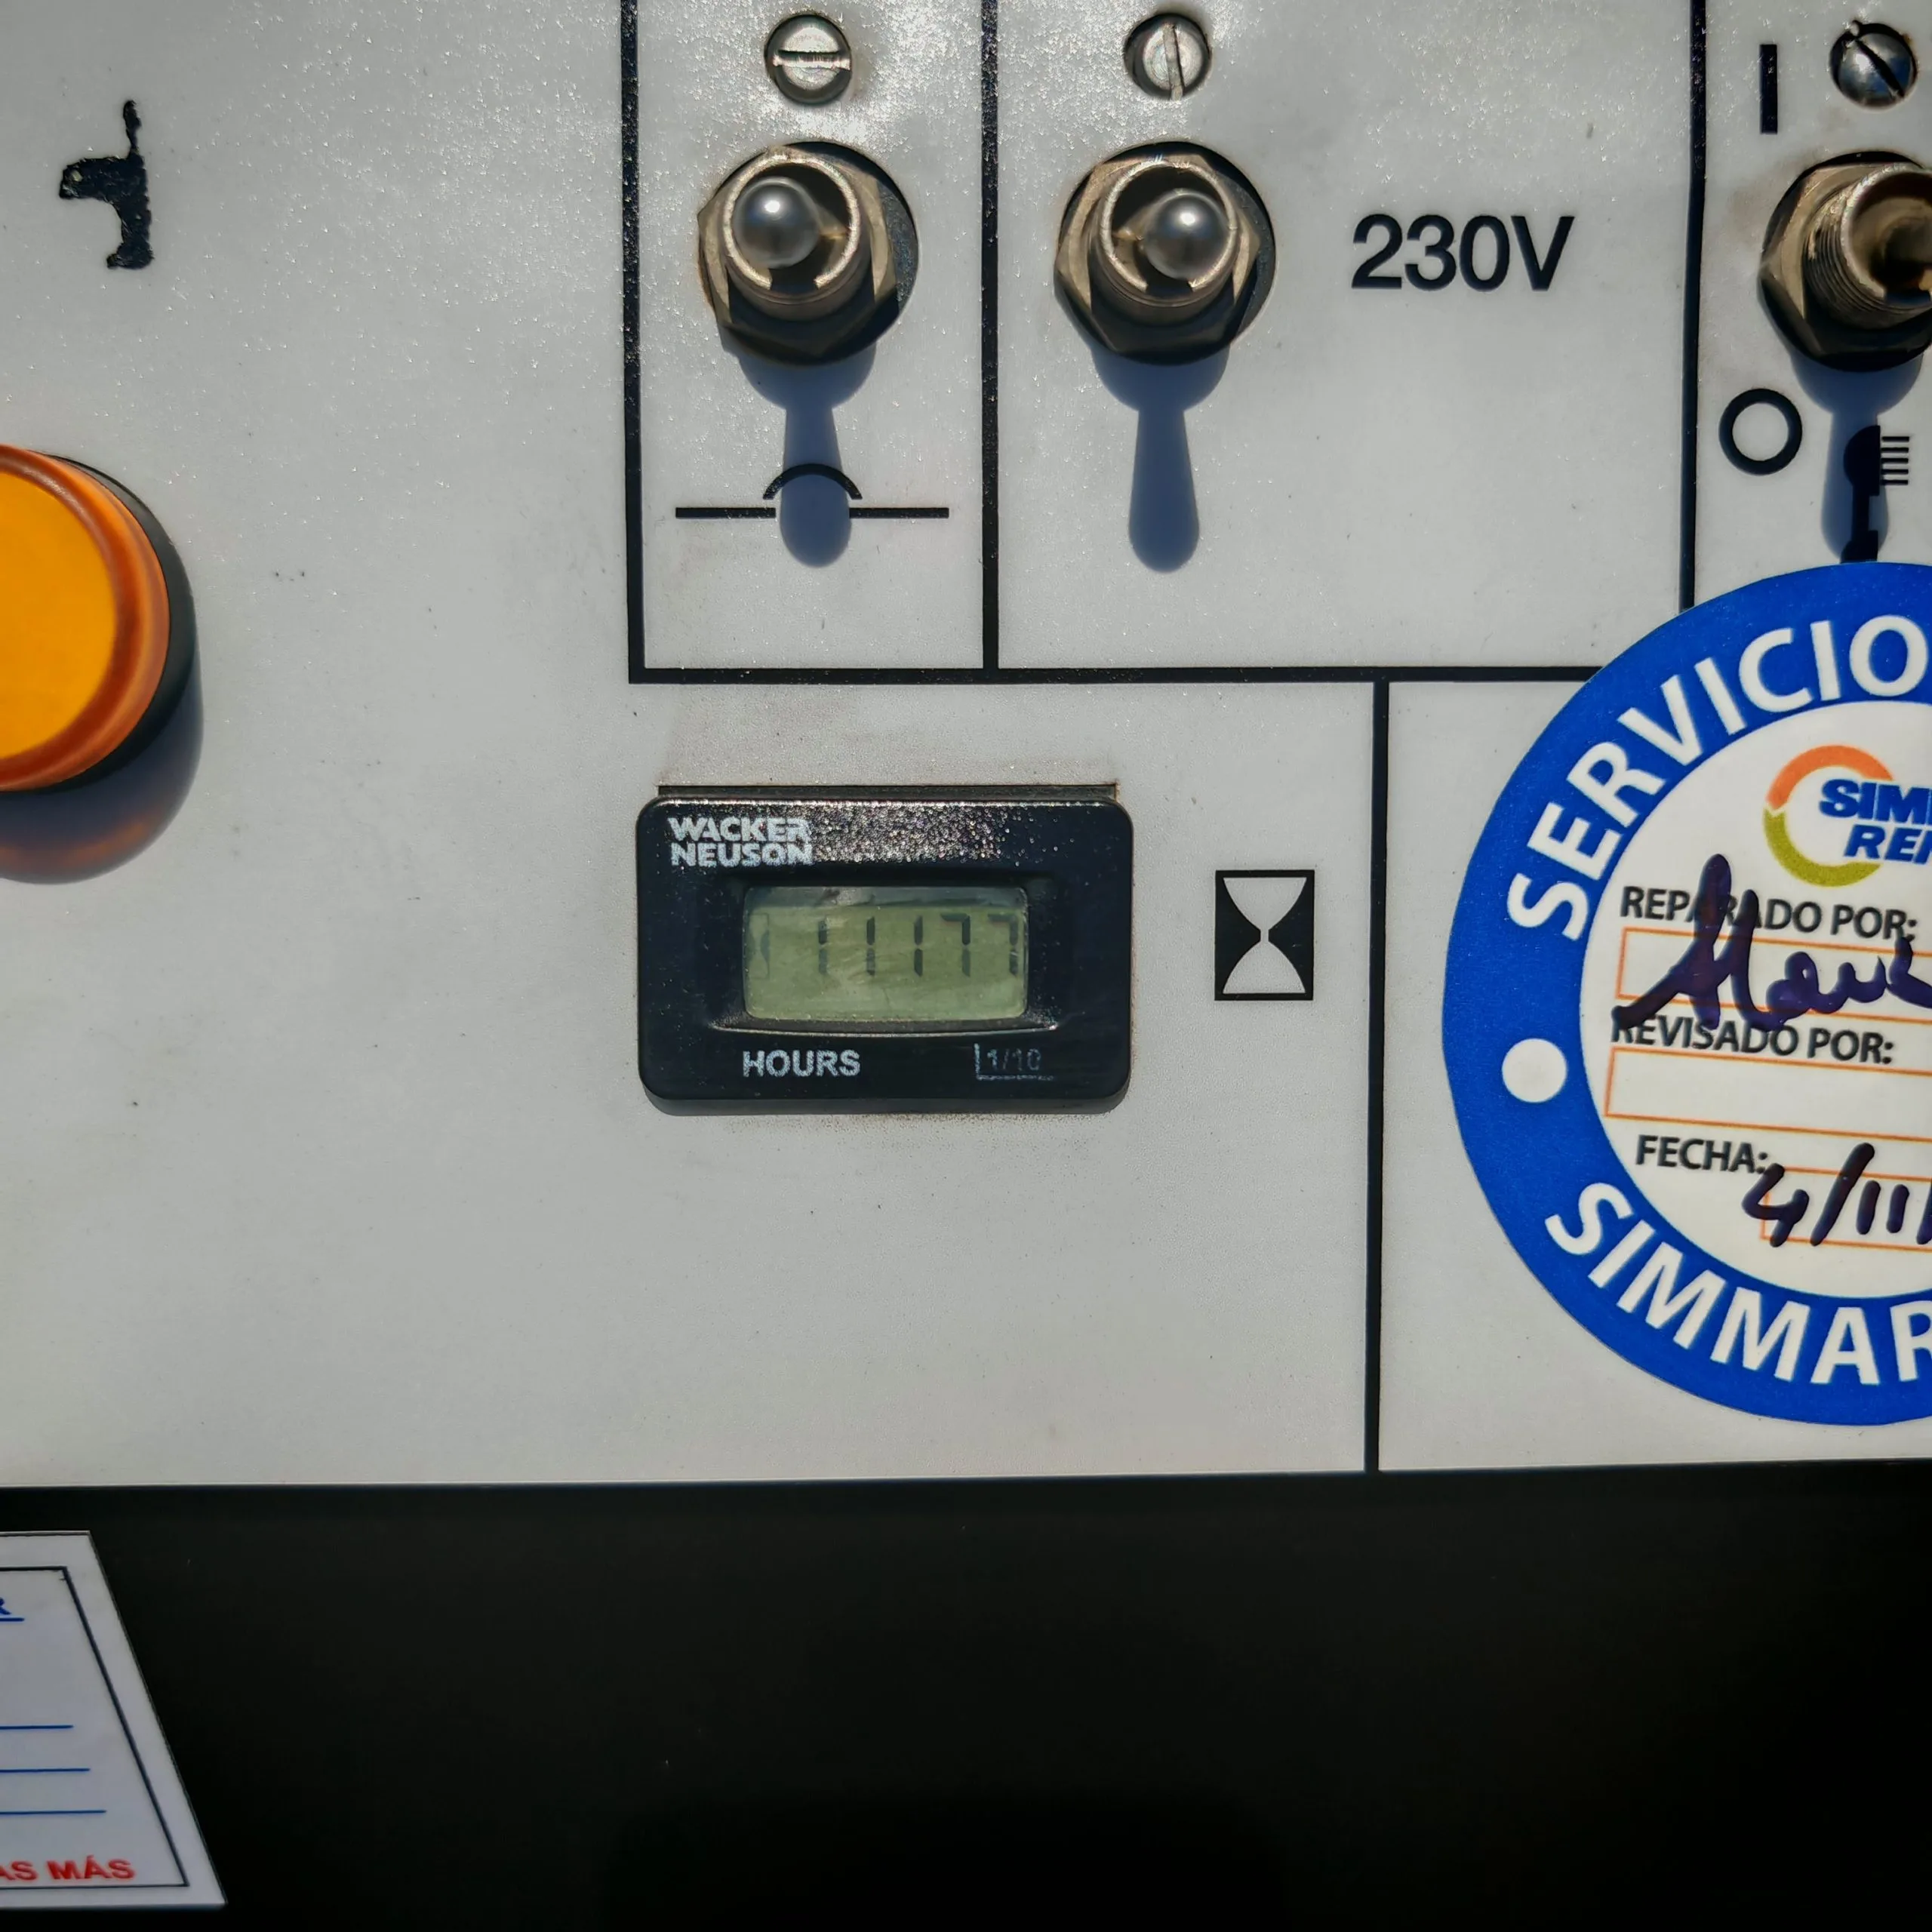 I
230V
O
WACKER
NEUSON
11177
HOURS
1/10
SERVICIO
REPARADO POR:
REVISADO POR:
FECHA:
4/11/
SIMMAR
AS MÁS